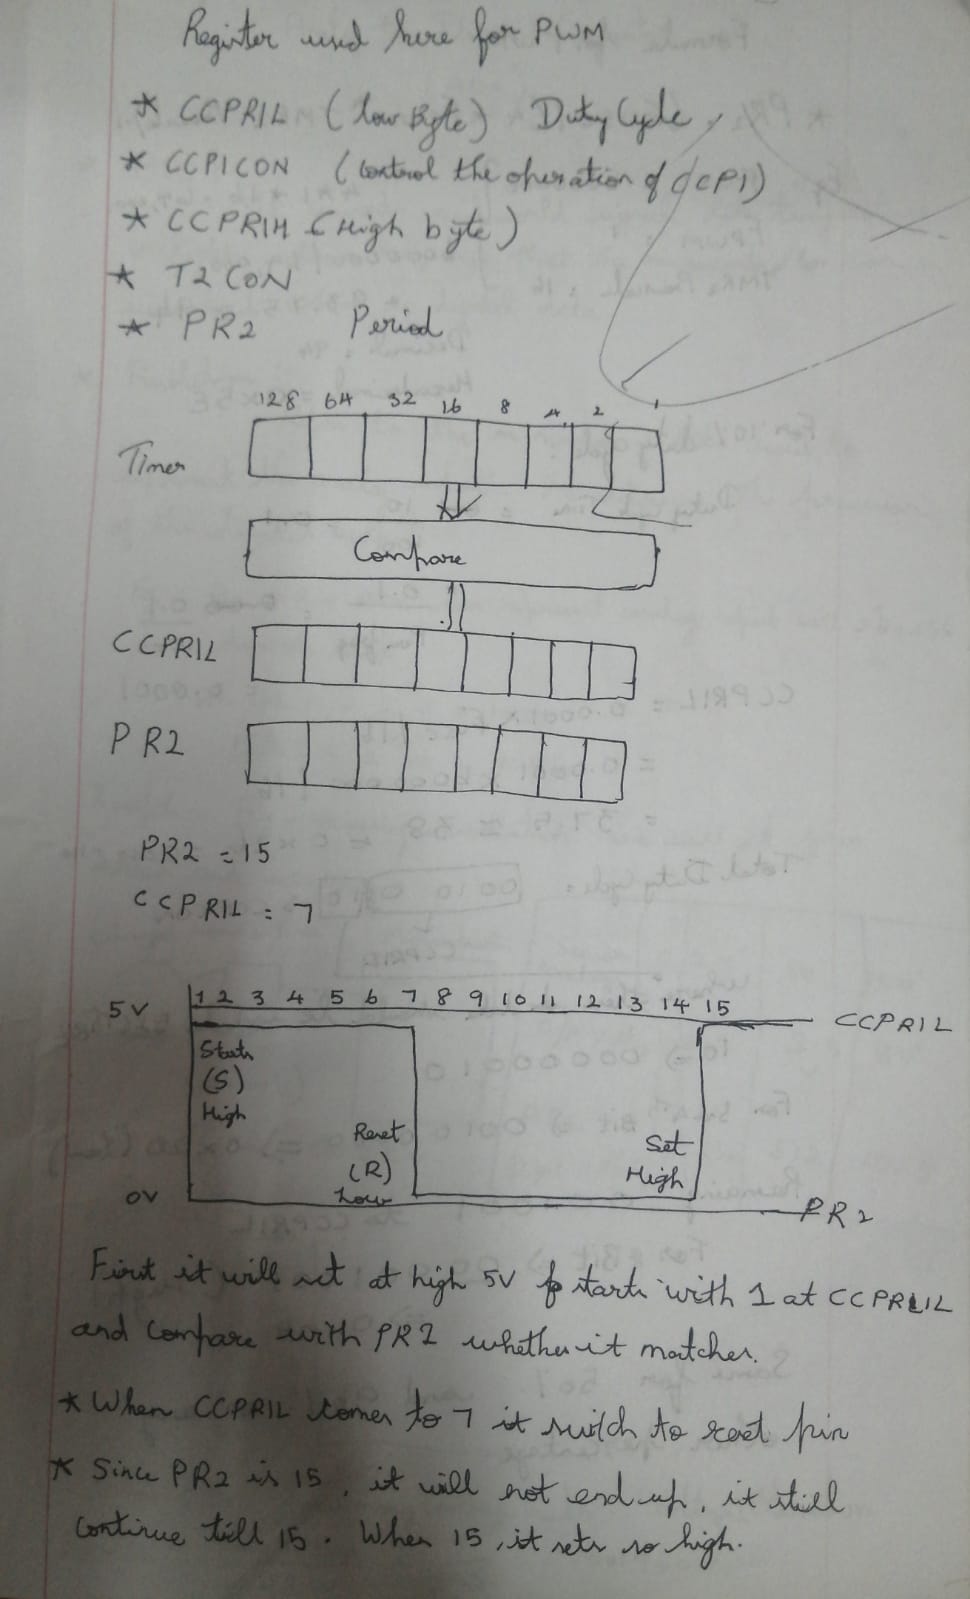 Register used here for PWM
* CCPR1L (low Byte) Duty Cycle
* CCP1CON (control the operation of CCP1)
* CCPR1H (High byte)
* T2CON
* PR2 Period
128 64 32 16 8 4 2 1
Timer
Compare
CCPR1L
PR2
PR2 = 15
CCPR1L = 7
5V 1 2 3 4 5 6 7 8 9 10 11 12 13 14 15
CCPR1L
Starts
(S)
High
Reset
(R)
Low
Set
High
0V
PR2
First it will set at high 5V starts with 1 at CCPR1L
and compare with PR2 whether it matches.
* When CCPR1L comes to 7 it switch to reset pin
* Since PR2 is 15, it will not end up, it still
continue till 15. When 15, it sets so high.